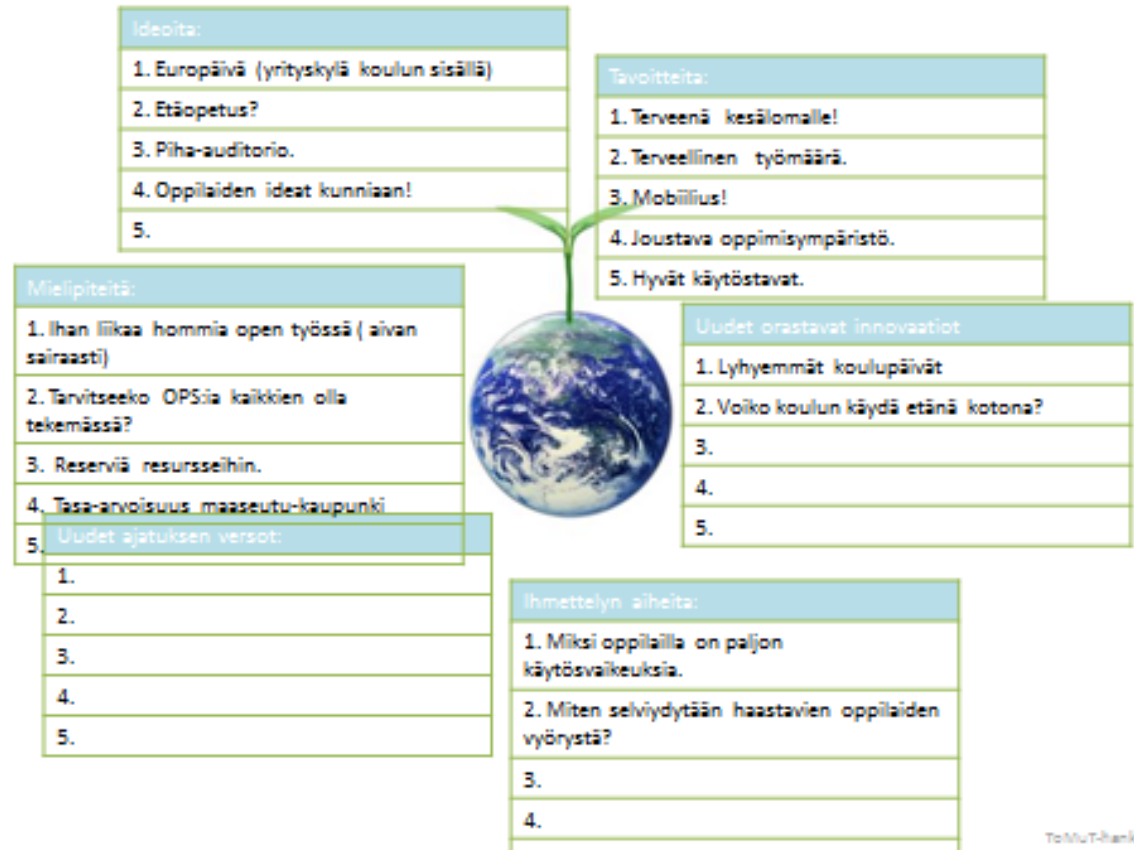 Ideoita:
1. Europäivä (yrityskylä koulun sisällä)
2. Etäopetus?
3. Piha-auditorio.
4. Oppilaiden ideat kunniaan!
5.
Tavoitteita:
1. Terveenä kesälomalle!
2. Terveellinen työmäärä.
3. Mobiilius!
4. Joustava oppimisympäristö.
5. Hyvät käytöstavat.
Mielipiteitä:
1. Ihan liikaa hommia open työssä ( aivan
sairaasti)
2. Tarvitseeko OPS:ia kaikkien olla
tekemässä?
3. Reserviä resursseihin.
4. Tasa-arvoisuus maaseutu-kaupunki
5.
Uudet orastavat innovaatiot
1. Lyhyemmät koulupäivät
2. Voiko koulun käydä etänä kotona?
3.
4.
5.
Uudet ajatuksen versot:
1.
2.
3.
4.
5.
Ihmettelyn aiheita:
1. Miksi oppilailla on paljon
käytösvaikeuksia.
2. Miten selviydytään haastavien oppilaiden
vyörystä?
3.
4.
ToMuT-hank